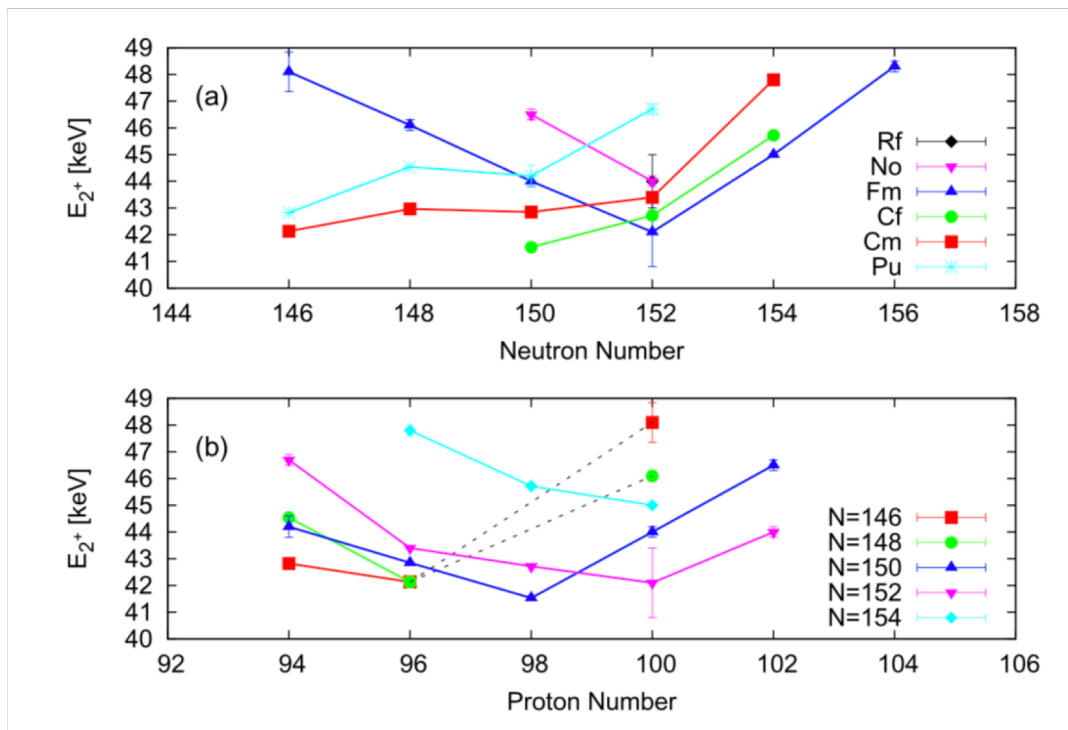 49
48
47
46
45
44
43
42
41
40
E2+ [keV]
(a)
Rf
No
Fm
Cf
Cm
Pu
144 146 148 150 152 154 156 158
Neutron Number
49
48
47
46
45
44
43
42
41
40
E2+ [keV]
(b)
N=146
N=148
N=150
N=152
N=154
92 94 96 98 100 102 104 106
Proton Number